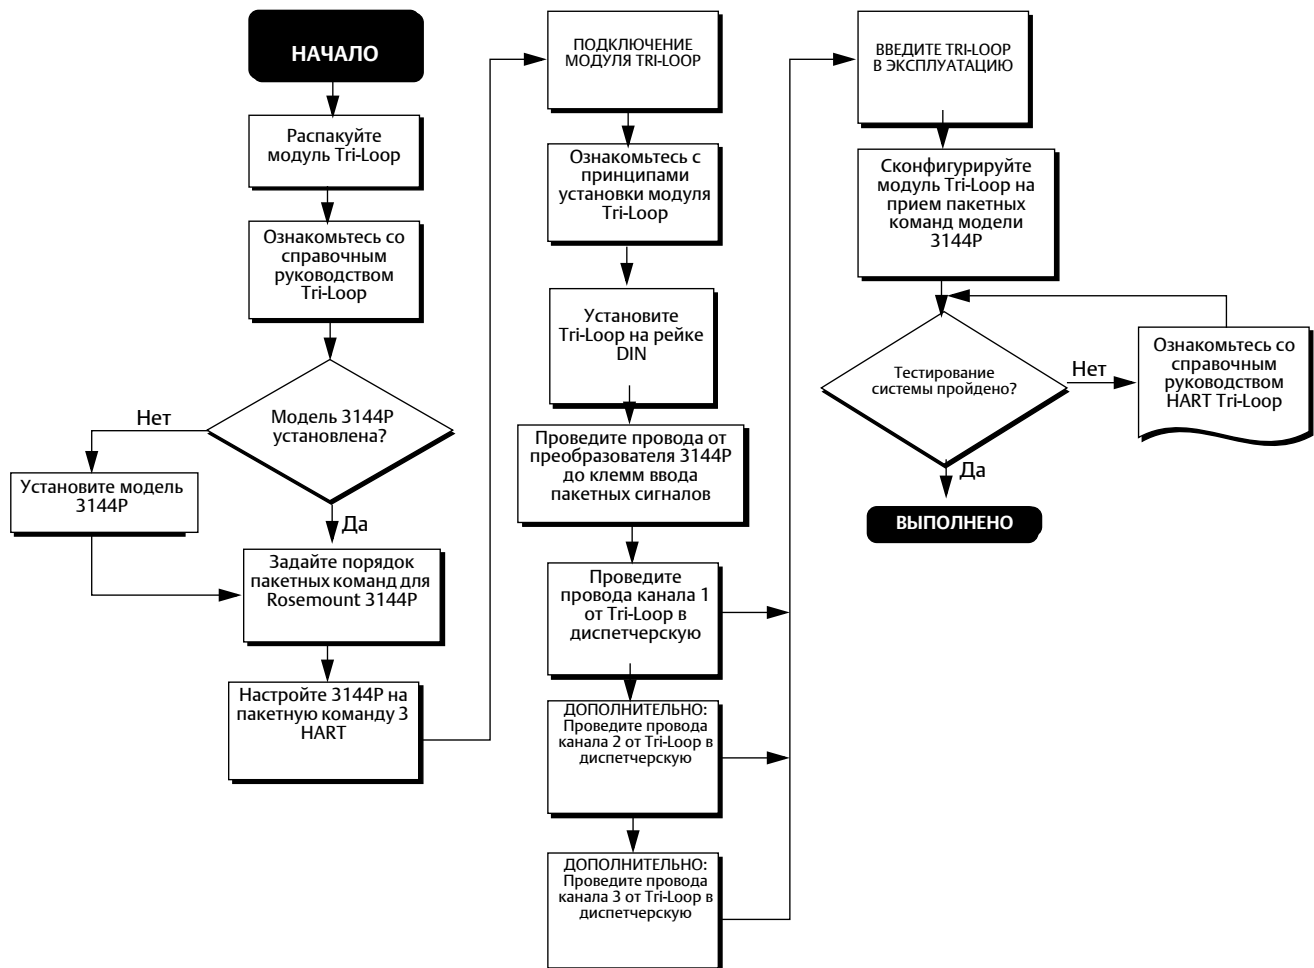 НАЧАЛО
Распакуйте
модуль Tri-Loop
Ознакомьтесь со
справочным
руководством
Tri-Loop
Модель 3144P
установлена?
Нет
Установите модель
3144P
Да
Задайте порядок
пакетных команд для
Rosemount 3144P
Настройте 3144P на
пакетную команду 3
HART
ПОДКЛЮЧЕНИЕ
МОДУЛЯ TRI-LOOP
Ознакомьтесь с
принципами
установки модуля
Tri-Loop
Установите
Tri-Loop на рейке
DIN
Проведите провода от
преобразователя 3144P
до клемм ввода
пакетных сигналов
Проведите
провода канала 1
от Tri-Loop в
диспетчерскую
ДОПОЛНИТЕЛЬНО:
Проведите провода
канала 2 от Tri-Loop в
диспетчерскую
ДОПОЛНИТЕЛЬНО:
Проведите провода
канала 3 от Tri-Loop в
диспетчерскую
ВВЕДИТЕ TRI-LOOP
В ЭКСПЛУАТАЦИЮ
Сконфигурируйте
модуль Tri-Loop на
прием пакетных
команд модели
3144P
Тестирование
системы пройдено?
Нет
Ознакомьтесь со
справочным
руководством
HART Tri-Loop
Да
ВЫПОЛНЕНО